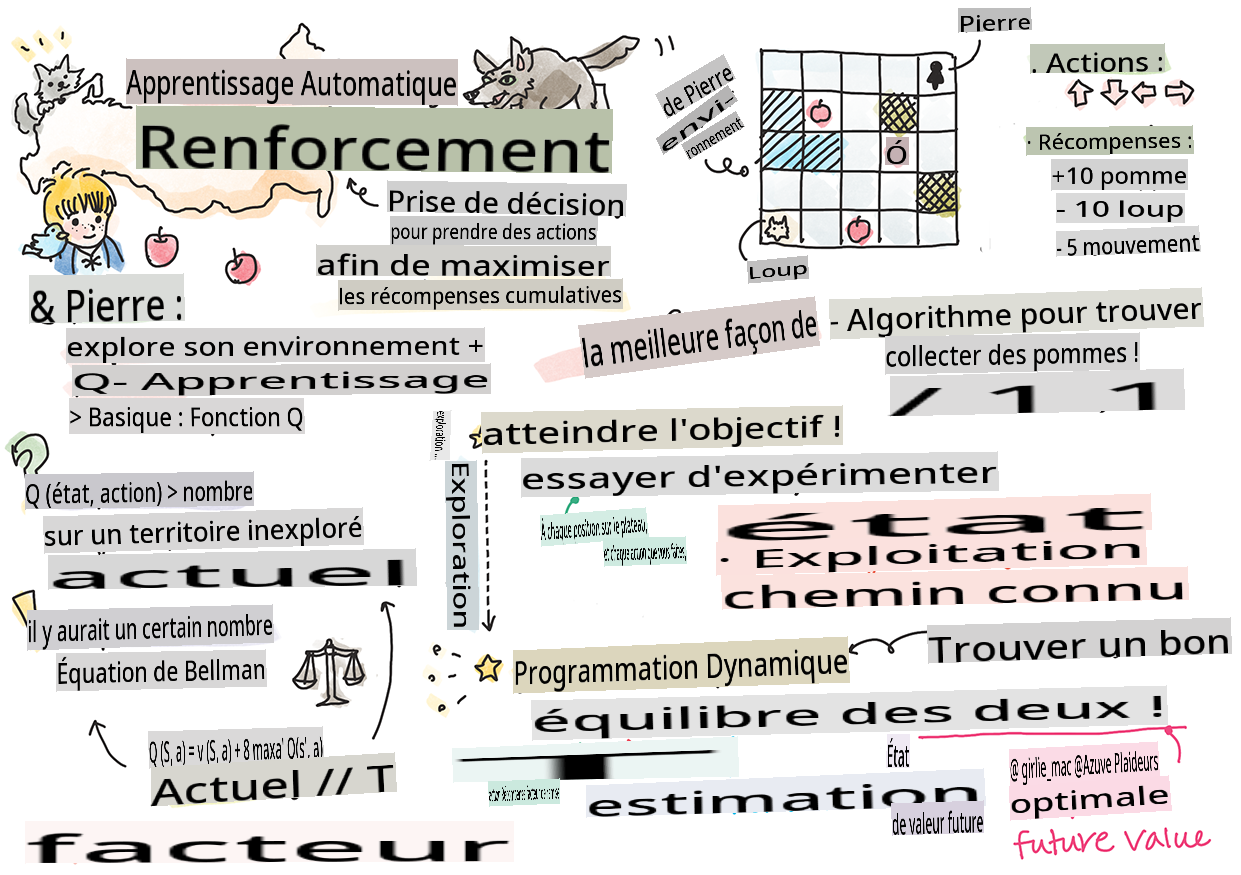 Apprentissage Automatique
Renforcement
Prise de décision
pour prendre des actions
afin de maximiser
les récompenses cumulatives
& Pierre :
explore son environnement +
Q- Apprentissage
> Basique : Fonction Q
Pierre
de Pierre
envi-
ronnement
Ó
Loup
. Actions :
· Récompenses :
+10 pomme
- 10 loup
- 5 mouvement
la meilleure façon de
- Algorithme pour trouver
collecter des pommes !
exploration...
Exploration
atteindre l'objectif !
essayer d'expérimenter
À chaque position sur le plateau,
et chaque action que vous faites,
état
· Exploitation
chemin connu
Q (état, action) > nombre
sur un territoire inexploré
actuel
il y aurait un certain nombre
Équation de Bellman
Q (S, a) = v (S, a) + 8 maxa' O(s', a)
Actuel // T
facteur
Programmation Dynamique
Trouver un bon
équilibre des deux !
estimation
État
de valeur future
@ girlie_mac @Azuve Plaideurs
optimale
future value